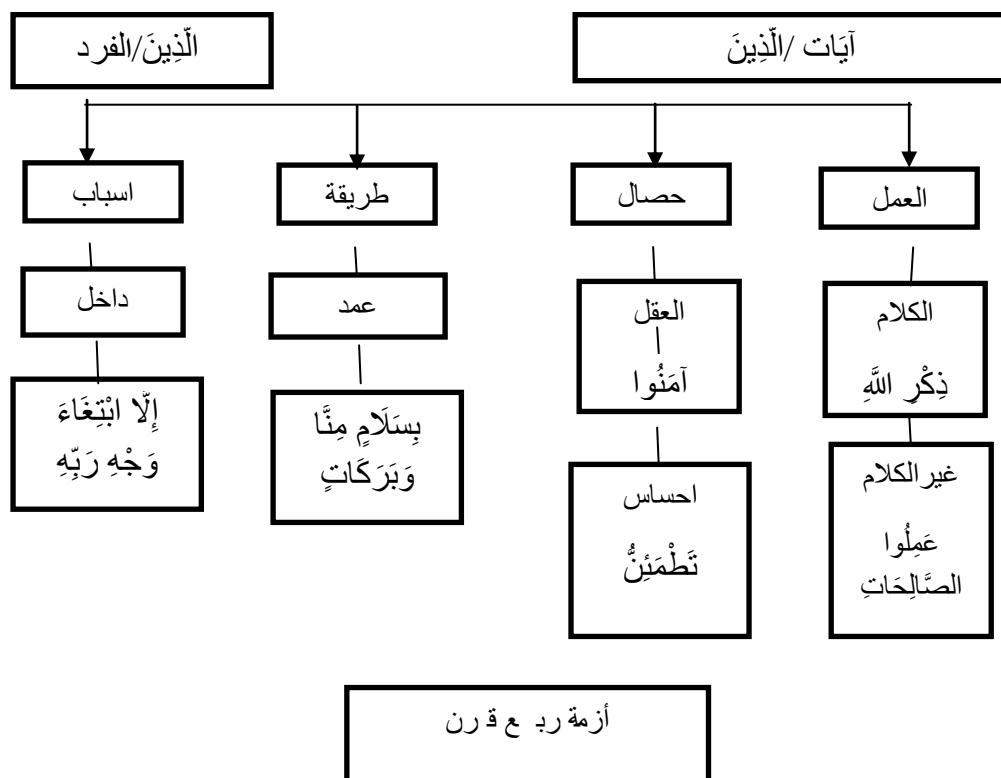 آيَات /الَّذِينَ
الَّذِينَ/الفرد
العمل
حصال
طريقة
اسباب
الكلام
ذِكْرِ اللَّهِ
غيرالكلام
عَمِلُوا
الصَّالِحَاتِ
العقل
آمَنُوا
احساس
تَطْمَئِنُّ
عمد
بِسَلَامٍ مِنَّا
وَبَرَكَاتٍ
داخل
إِلَّا ابْتِغَاءَ
وَجْهِ رَبِّهِ
أزمة ربـ ع قـ رن